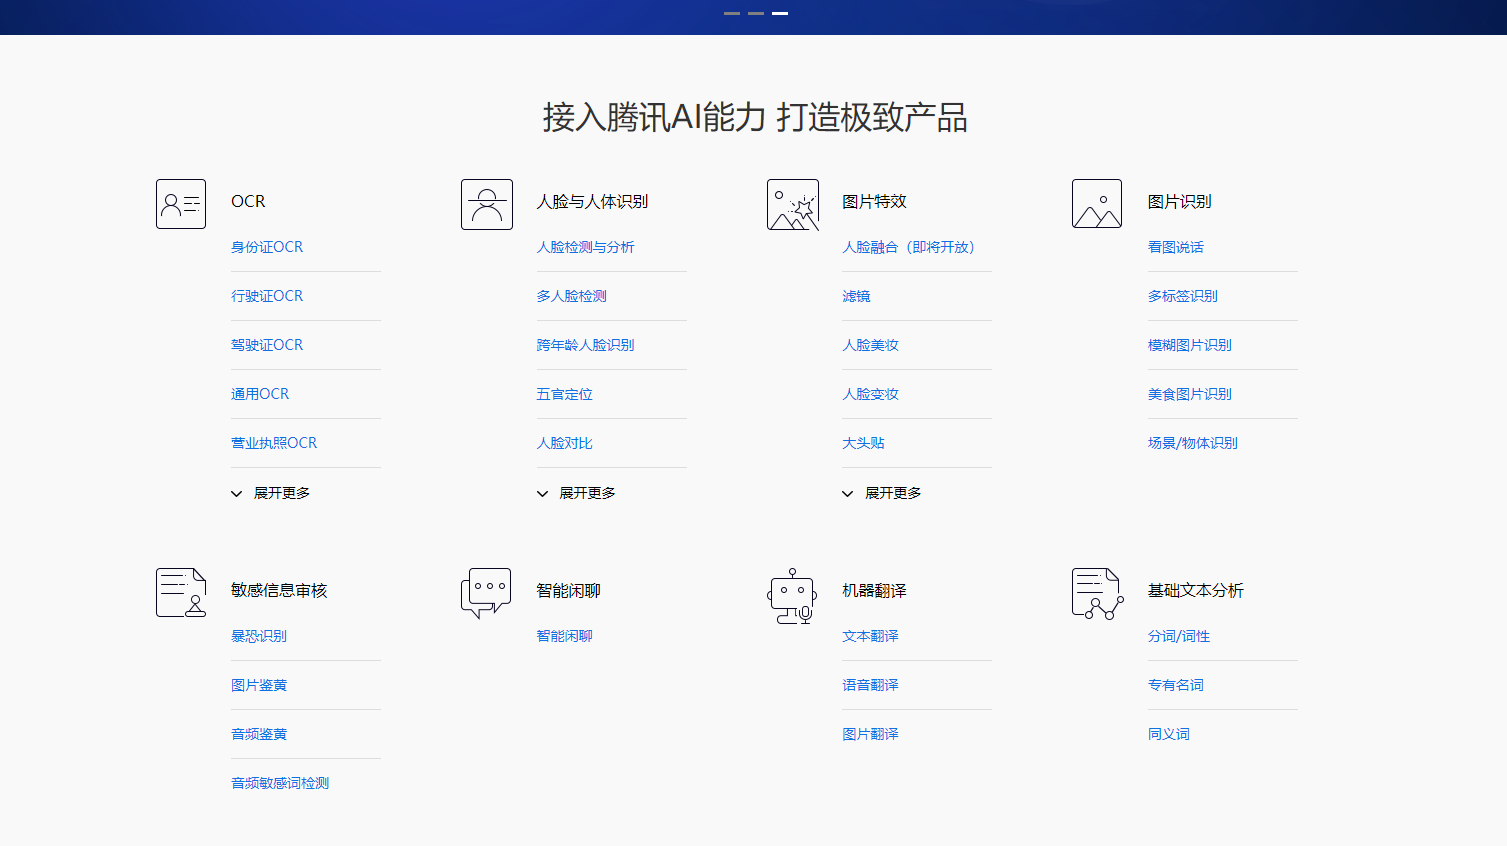 接入腾讯AI能力 打造极致产品
OCR
身份证OCR
行驶证OCR
驾驶证OCR
通用OCR
营业执照OCR
展开更多
人脸与人体识别
人脸检测与分析
多人脸检测
跨年龄人脸识别
五官定位
人脸对比
展开更多
图片特效
人脸融合（即将开放）
滤镜
人脸美妆
人脸变妆
大头贴
展开更多
图片识别
看图说话
多标签识别
模糊图片识别
美食图片识别
场景/物体识别
敏感信息审核
暴恐识别
图片鉴黄
音频鉴黄
音频敏感词检测
智能闲聊
智能闲聊
机器翻译
文本翻译
语音翻译
图片翻译
基础文本分析
分词/词性
专有名词
同义词